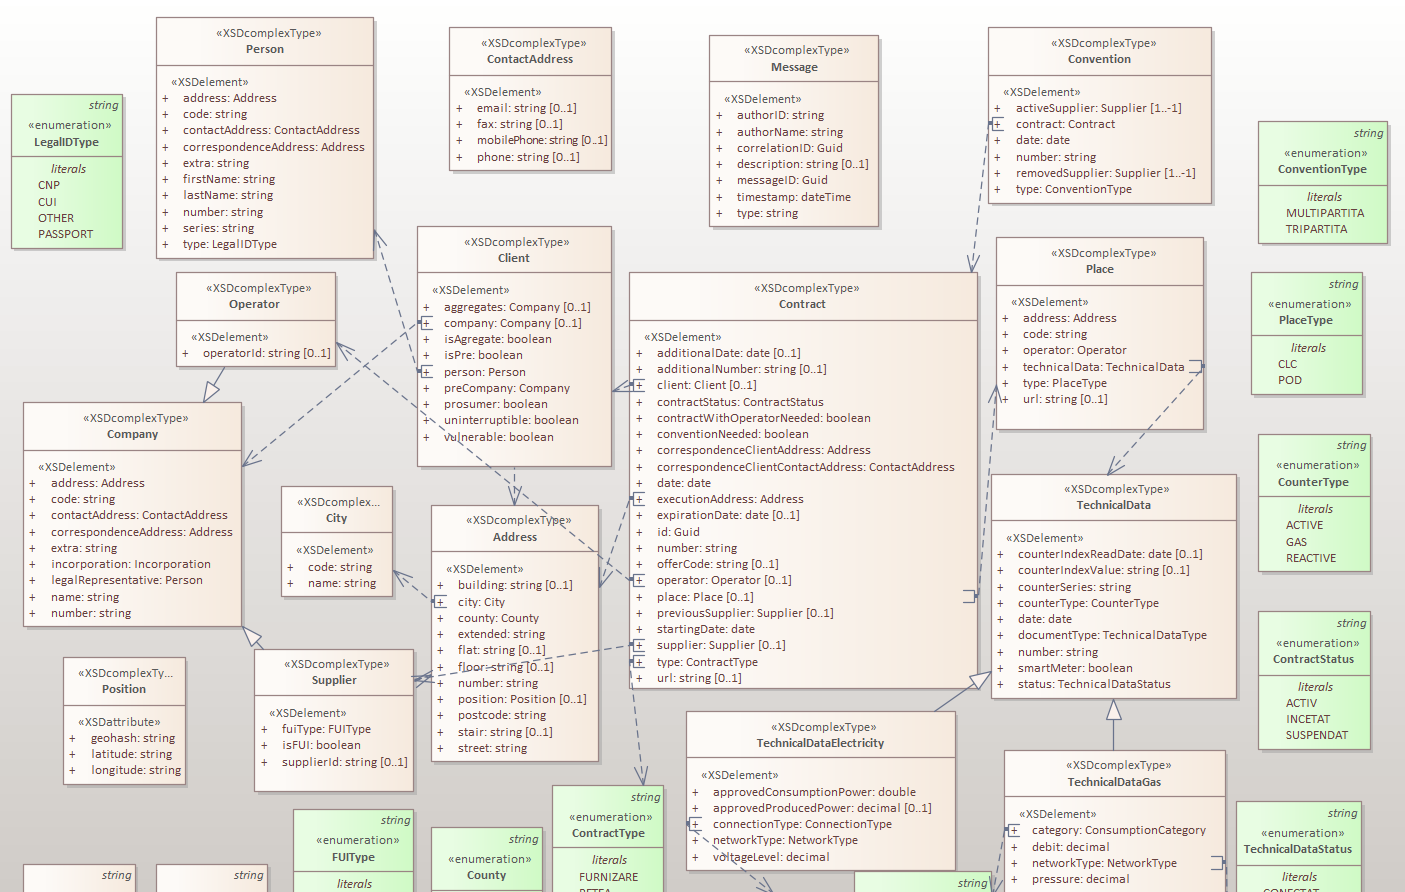 «XSDcomplexType»
Person
«XSDelement»
+ address: Address
+ code: string
+ contactAddress: ContactAddress
+ correspondenceAddress: Address
+ extra: string
+ firstName: string
+ lastName: string
+ number: string
+ series: string
+ type: LegalIDType
«XSDcomplexType»
ContactAddress
«XSDelement»
+ email: string [0..1]
+ fax: string [0..1]
+ mobilePhone: string [0..1]
+ phone: string [0..1]
«XSDcomplexType»
Message
«XSDelement»
+ authorID: string
+ authorName: string
+ correlationID: Guid
+ description: string [0..1]
+ messageID: Guid
+ timestamp: dateTime
+ type: string
«XSDcomplexType»
Convention
«XSDelement»
+ activeSupplier: Supplier [1..-1]
+ contract: Contract
+ date: date
+ number: string
+ removedSupplier: Supplier [1..-1]
+ type: ConventionType
string
«enumeration»
LegalIDType
literals
CNP
CUI
OTHER
PASSPORT
string
«enumeration»
ConventionType
literals
MULTIPARTITA
TRIPARTITA
«XSDcomplexType»
Operator
«XSDelement»
+ operatorId: string [0..1]
«XSDcomplexType»
Client
«XSDelement»
+ aggregates: Company [0..1]
+ company: Company [0..1]
+ isAgregate: boolean
+ isPre: boolean
+ person: Person
+ preCompany: Company
+ prosumer: boolean
+ uninterruptible: boolean
+ vulnerable: boolean
«XSDcomplexType»
Contract
«XSDelement»
+ additionalDate: date [0..1]
+ additionalNumber: string [0..1]
+ client: Client [0..1]
+ contractStatus: ContractStatus
+ contractWithOperatorNeeded: boolean
+ conventionNeeded: boolean
+ correspondenceClientAddress: Address
+ correspondenceClientContactAddress: ContactAddress
+ date: date
+ executionAddress: Address
+ expirationDate: date [0..1]
+ id: Guid
+ number: string
+ offerCode: string [0..1]
+ operator: Operator [0..1]
+ place: Place [0..1]
+ previousSupplier: Supplier [0..1]
+ startingDate: date
+ supplier: Supplier [0..1]
+ type: ContractType
+ url: string [0..1]
«XSDcomplexType»
Place
«XSDelement»
+ address: Address
+ code: string
+ operator: Operator
+ technicalData: TechnicalData
+ type: PlaceType
+ url: string [0..1]
string
«enumeration»
PlaceType
literals
CLC
POD
«XSDcomplexType»
Company
«XSDelement»
+ address: Address
+ code: string
+ contactAddress: ContactAddress
+ correspondenceAddress: Address
+ extra: string
+ incorporation: Incorporation
+ legalRepresentative: Person
+ name: string
+ number: string
«XSDcomplex...
City
«XSDelement»
+ code: string
+ name: string
«XSDcomplexType»
Address
«XSDelement»
+ building: string [0..1]
+ city: City
+ county: County
+ extended: string
+ flat: string [0..1]
+ floor: string [0..1]
+ number: string
+ position: Position [0..1]
+ postcode: string
+ stair: string [0..1]
+ street: string
«XSDcomplexType»
TechnicalData
«XSDelement»
+ counterIndexReadDate: date [0..1]
+ counterIndexValue: string [0..1]
+ counterSeries: string
+ counterType: CounterType
+ date: date
+ documentType: TechnicalDataType
+ number: string
+ smartMeter: boolean
+ status: TechnicalDataStatus
string
«enumeration»
CounterType
literals
ACTIVE
GAS
REACTIVE
string
«enumeration»
ContractStatus
literals
ACTIV
INCETAT
SUSPENDAT
«XSDcomplexTy...
Position
«XSDattribute»
+ geohash: string
+ latitude: string
+ longitude: string
«XSDcomplexType»
Supplier
«XSDelement»
+ fuiType: FUIType
+ isFUI: boolean
+ supplierId: string [0..1]
«XSDcomplexType»
TechnicalDataElectricity
«XSDelement»
+ approvedConsumptionPower: double
+ approvedProducedPower: decimal [0..1]
+ connectionType: ConnectionType
+ networkType: NetworkType
+ voltageLevel: decimal
«XSDcomplexType»
TechnicalDataGas
«XSDelement»
+ category: ConsumptionCategory
+ debit: decimal
+ networkType: NetworkType
+ pressure: decimal
string
«enumeration»
FUIType
literals
string
«enumeration»
County
string
«enumeration»
ContractType
literals
FURNIZARE
RETEA
string
«enumeration»
TechnicalDataStatus
literals
CONECTAT
string
string
string